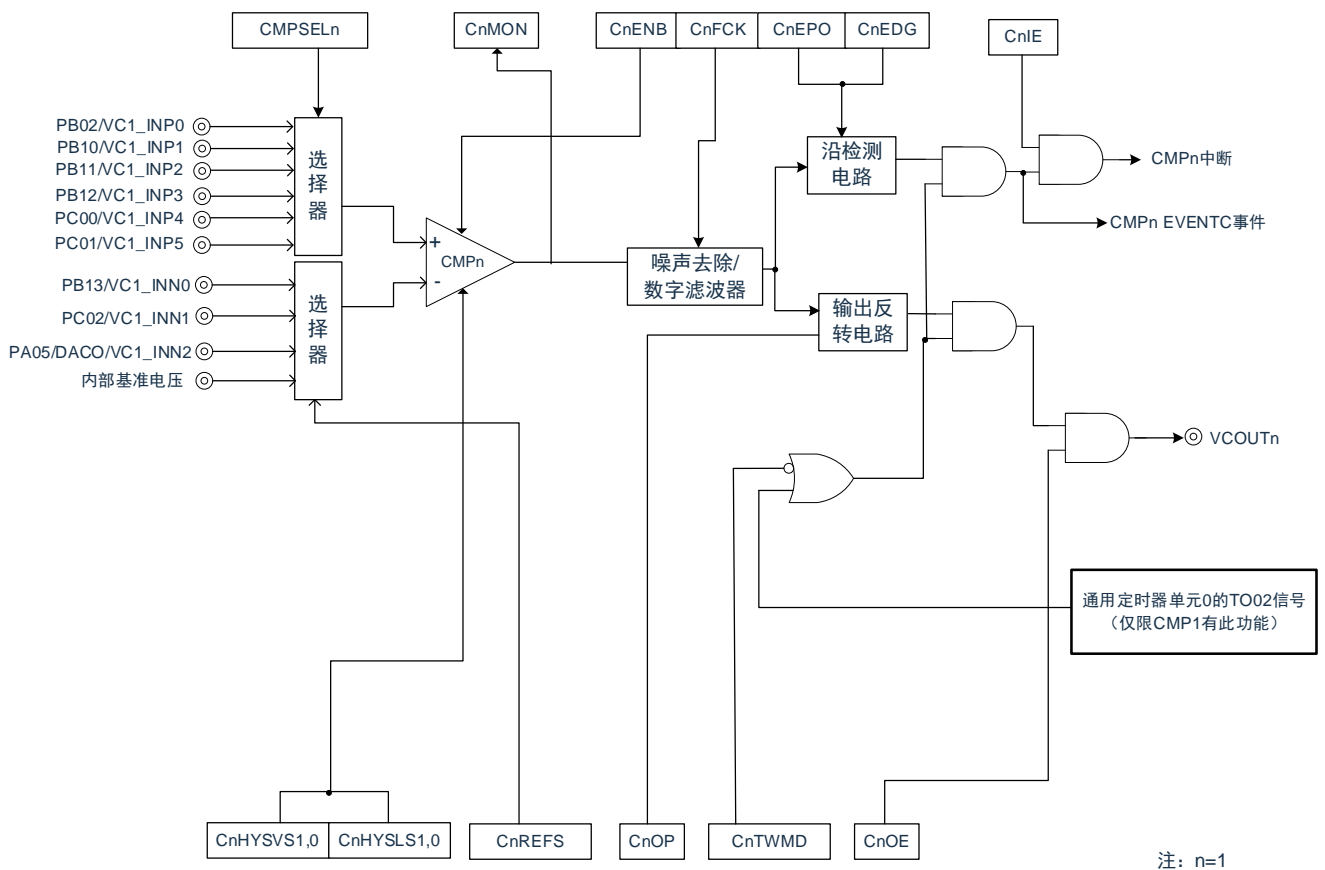 CMPSELn
CnMON
CnENB
CnFCK
CnEPO
CnEDG
CnIE
PB02/VC1_INP0
PB10/VC1_INP1
PB11/VC1_INP2
PB12/VC1_INP3
PC00/VC1_INP4
PC01/VC1_INP5
选择器
+
CMPn
-
PB13/VC1_INN0
PC02/VC1_INN1
PA05/DACO/VC1_INN2
内部基准电压
选择器
噪声去除/
数字滤波器
沿检测
电路
输出反
转电路
CMPn中断
CMPn EVENTC事件
VCOUTn
通用定时器单元0的TO02信号
（仅限CMP1有此功能）
CnHYSVS1,0
CnHYSLS1,0
CnREFS
CnOP
CnTWMD
CnOE
注：n=1